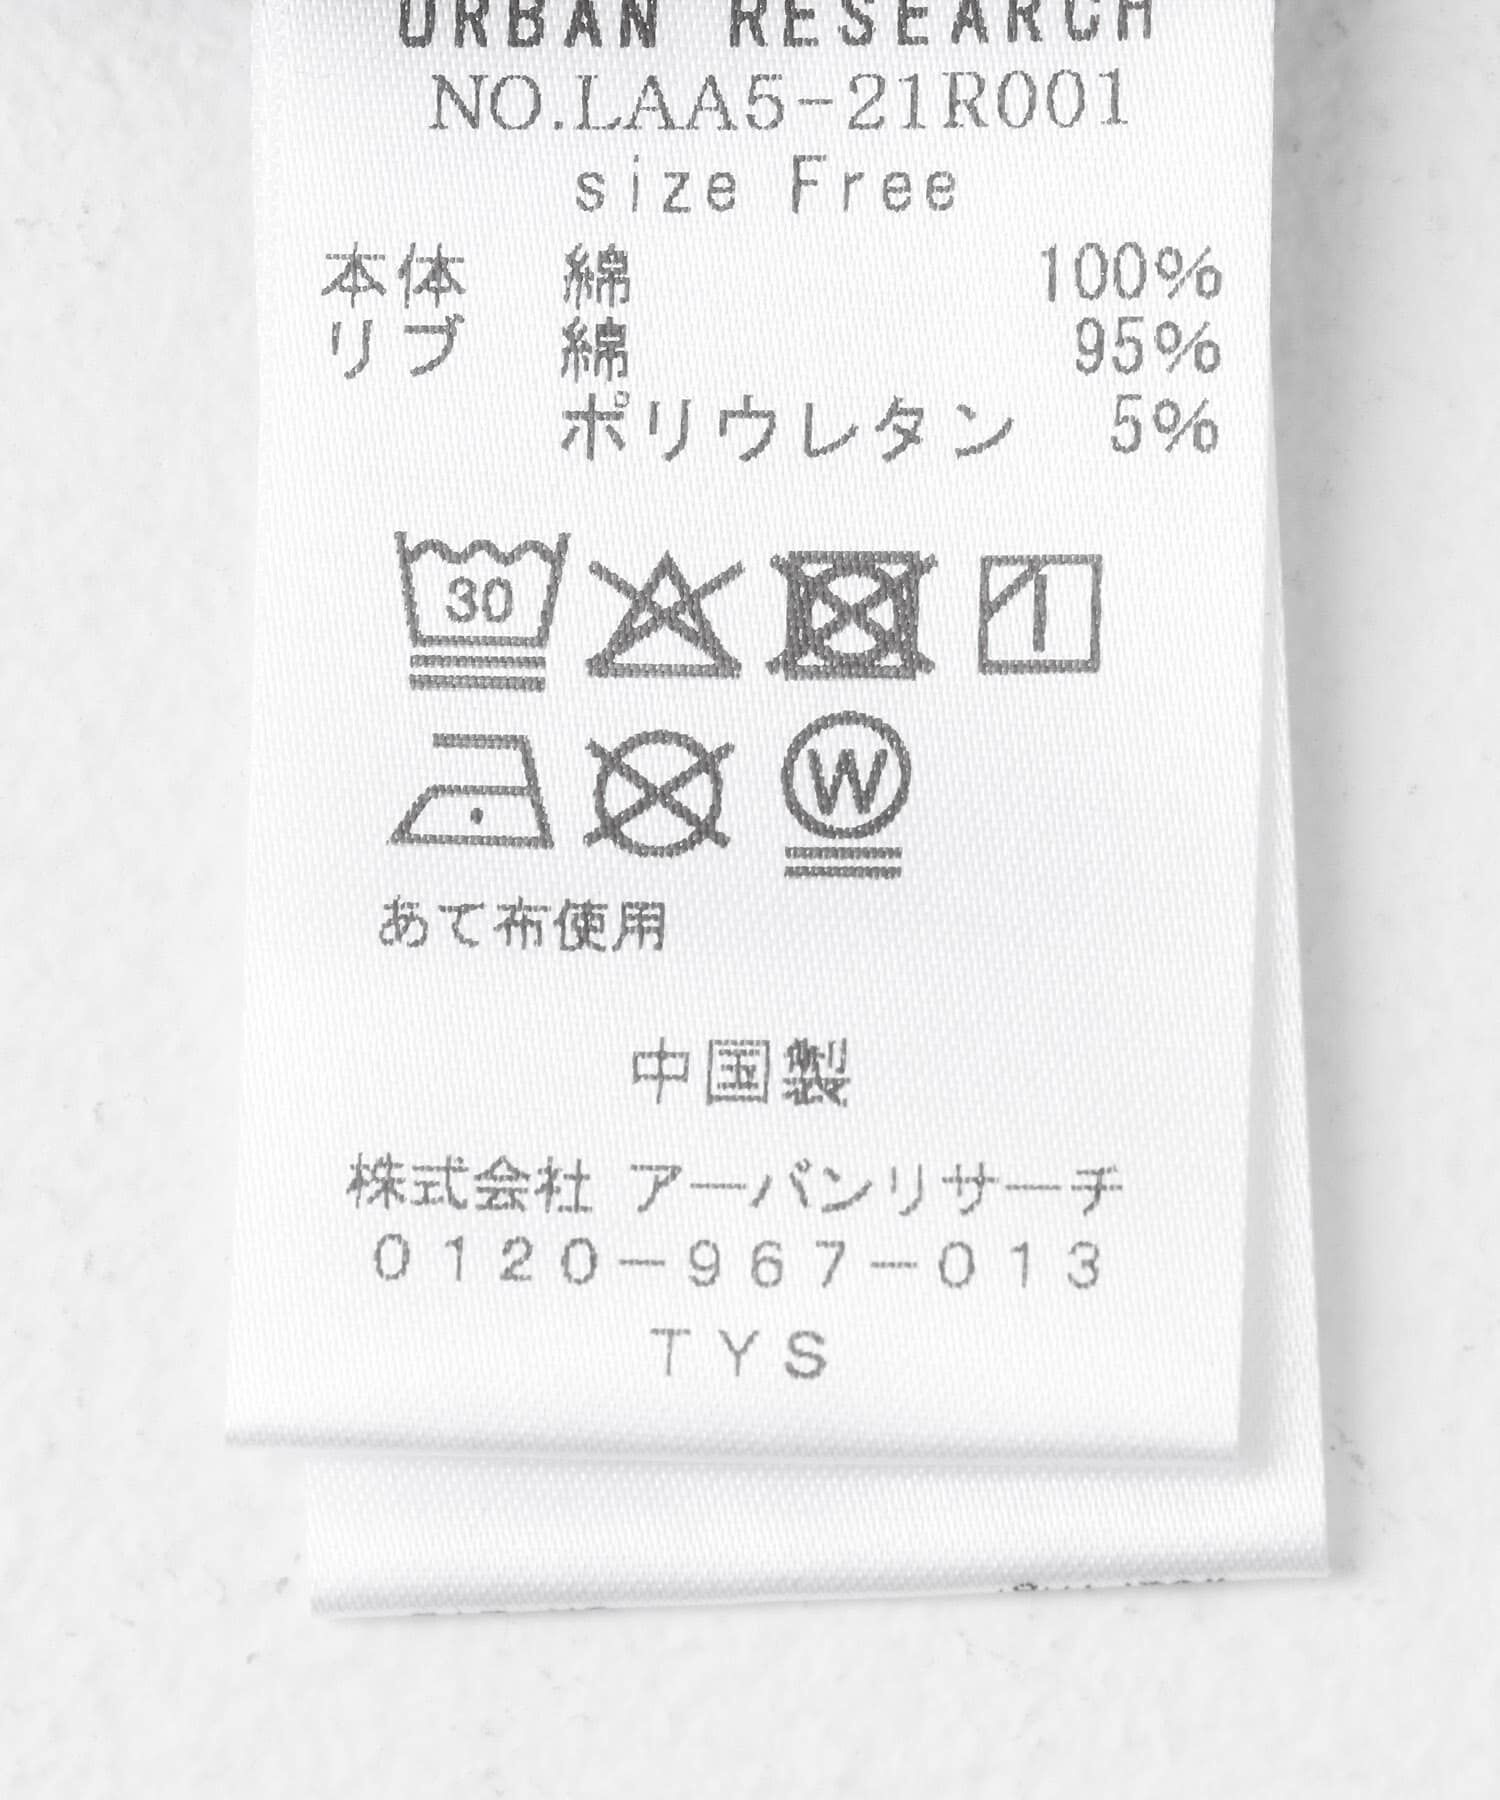 URBAN RESEARCH
NO.LAA5-21R001
size Free
本体 綿 100%
リブ 綿 95%
ポリウレタン 5%
30
W
あて布使用
中国製
株式会社 アーバンリサーチ
0120-967-013
TYS